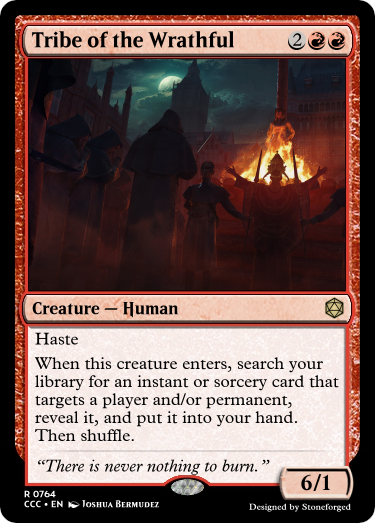 Tribe of the Wrathful 2
Creature — Human
Haste
When this creature enters, search your
library for an instant or sorcery card that
targets a player and/or permanent,
reveal it, and put it into your hand.
Then shuffle.
“There is never nothing to burn.”
6/1
R 0764
CCC • EN Joshua Bermudez
Designed by Stoneforged